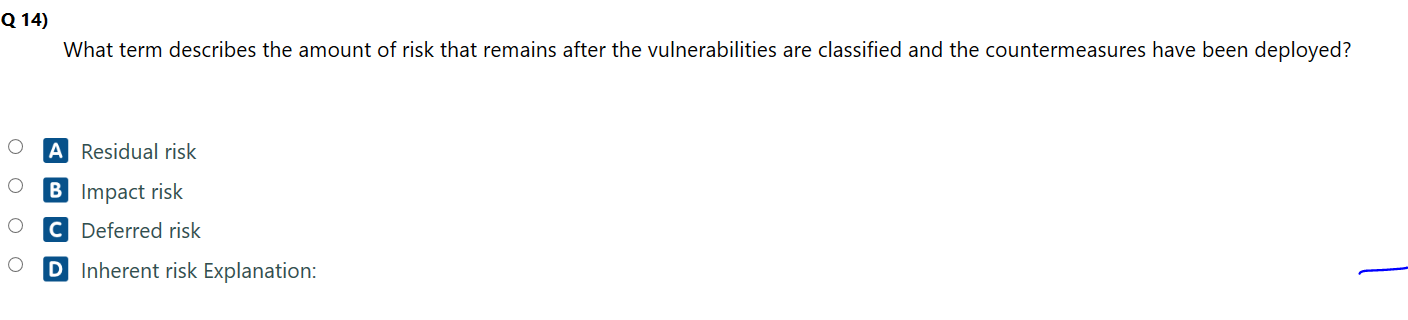 Q 14)
What term describes the amount of risk that remains after the vulnerabilities are classified and the countermeasures have been deployed?
A Residual risk
B Impact risk
C Deferred risk
D Inherent risk Explanation: